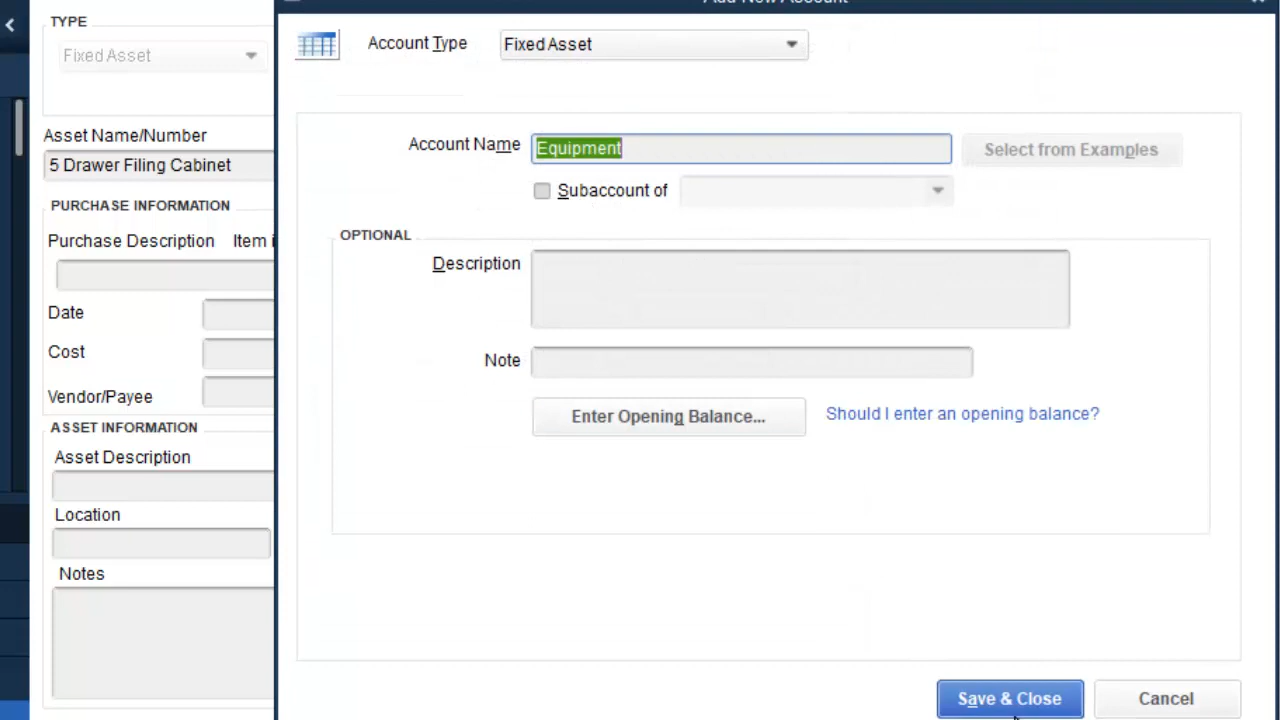 Add New Account
TYPE
Fixed Asset
Asset Name/Number
5 Drawer Filing Cabinet
PURCHASE INFORMATION
Purchase Description Item i
Date
Cost
Vendor/Payee
ASSET INFORMATION
Asset Description
Location
Notes
Account Type Fixed Asset
Account Name Equipment Select from Examples
Subaccount of
OPTIONAL
Description
Note
Enter Opening Balance... Should I enter an opening balance?
Save & Close Cancel